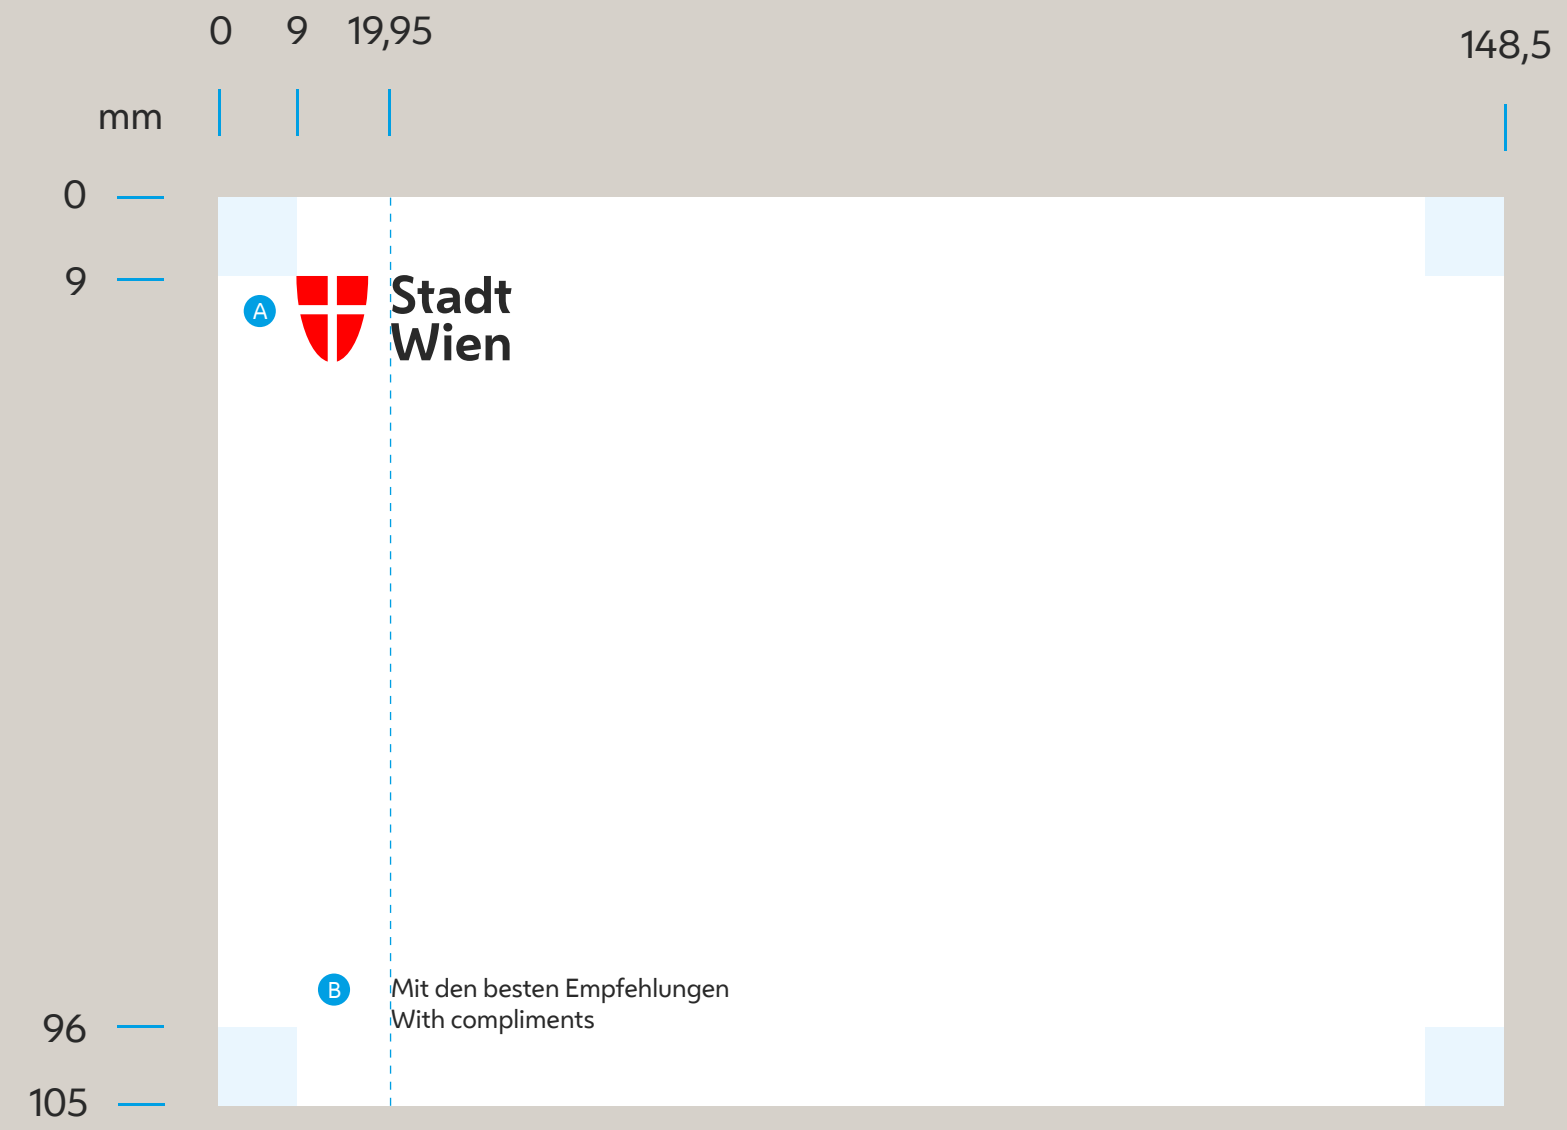 0 9 19,95
148,5
mm
0
9
A
Stadt
Wien
B
Mit den besten Empfehlungen
With compliments
96
105